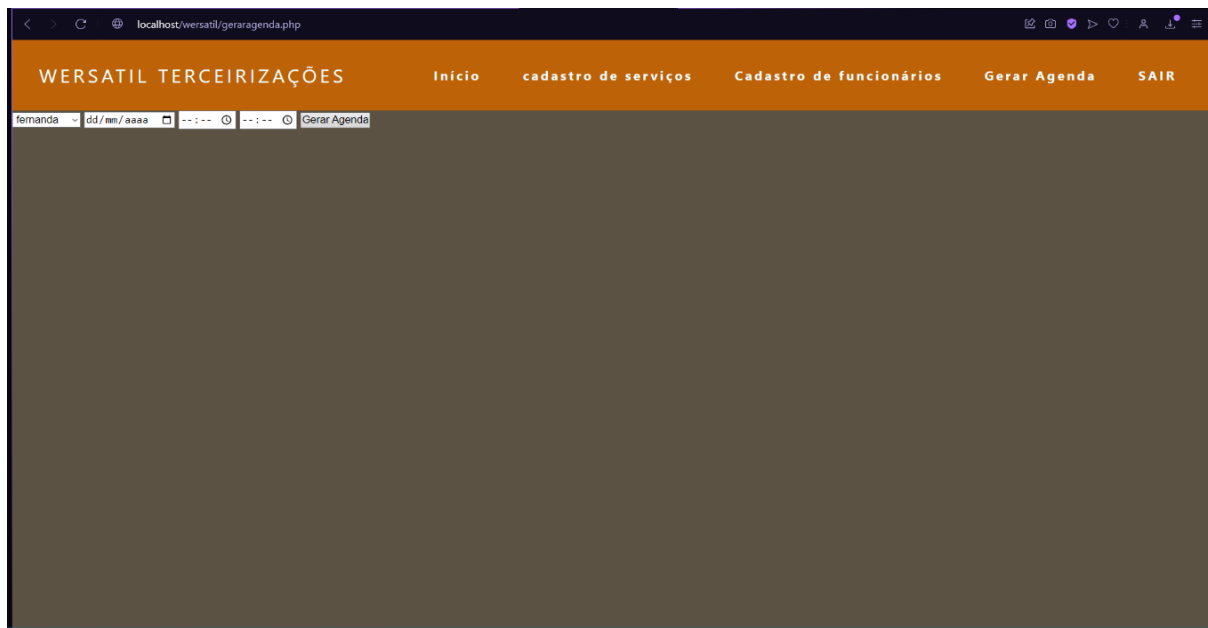 localhost/wersatil/geraragenda.php
WERSATIL TERCEIRIZAÇÕES Início cadastro de serviços Cadastro de funcionários Gerar Agenda SAIR
fernanda dd/mm/aaaa --:-- --:-- Gerar Agenda